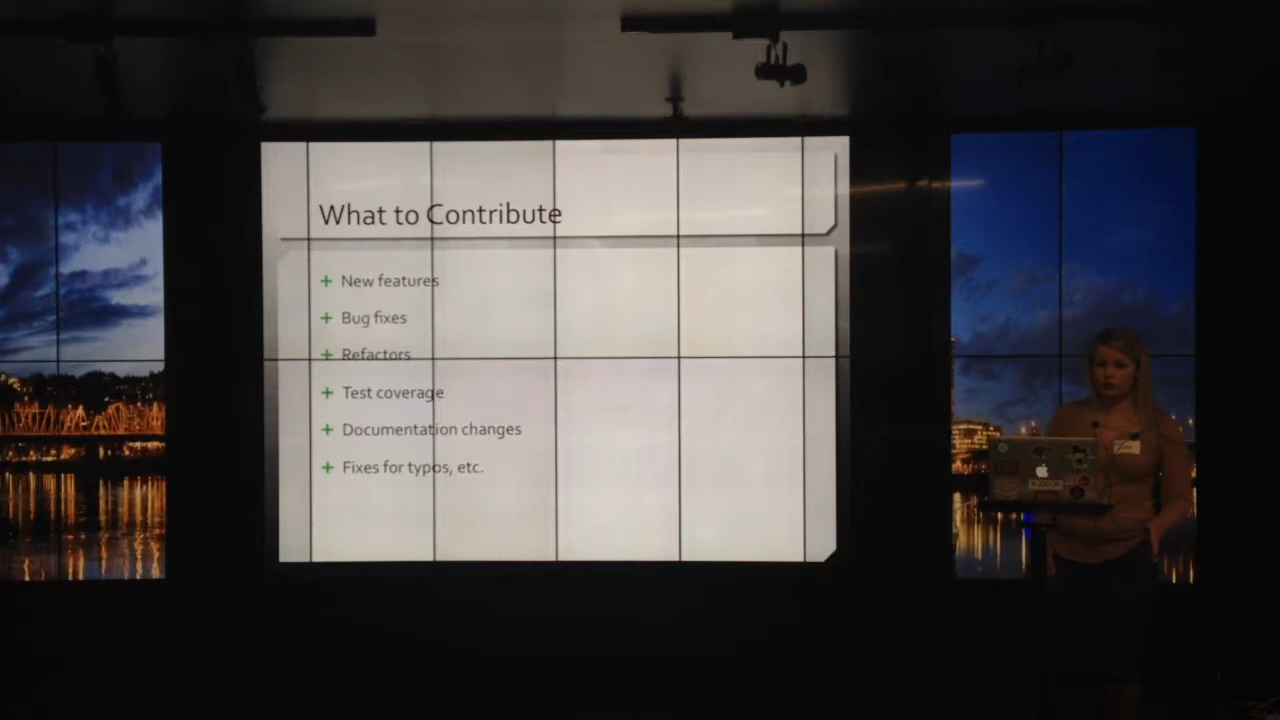 What to Contribute
+ New features
+ Bug fixes
+ Refactors
+ Test coverage
+ Documentation changes
+ Fixes for typos, etc.